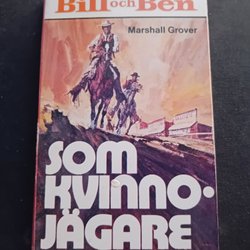 Bill och Ben
Marshall Grover
SOM
KVINNO-
JÄGARE